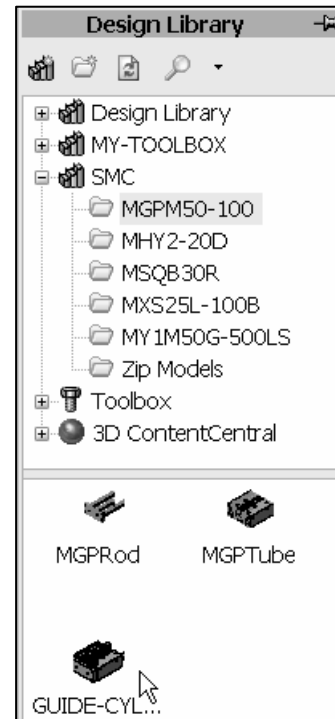 Design Library
Design Library
MY-TOOLBOX
SMC
MGPM50-100
MHY2-20D
MSQB30R
MXS25L-100B
MY1M50G-500LS
Zip Models
Toolbox
3D ContentCentral
MGPRod MGPTube
GUIDE-CYL...